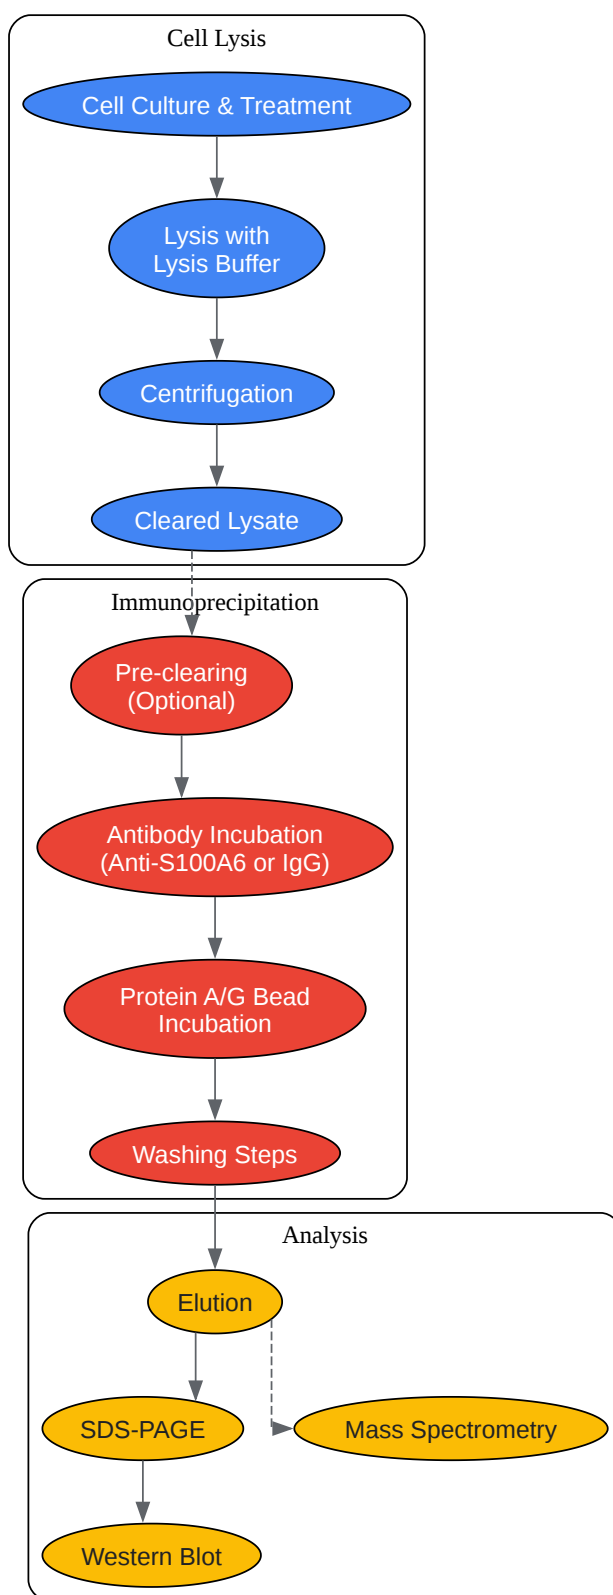 Cell Lysis
Cell Culture & Treatment
Lysis with
Lysis Buffer
Centrifugation
Cleared Lysate
Immunoprecipitation
Pre-clearing
(Optional)
Antibody Incubation
(Anti-S100A6 or IgG)
Protein A/G Bead
Incubation
Washing Steps
Analysis
Elution
SDS-PAGE
Mass Spectrometry
Western Blot